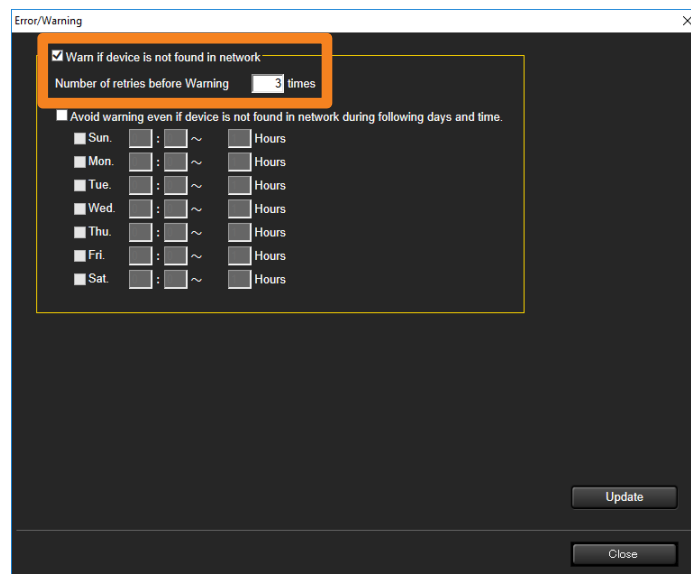 Error/Warning
Warn if device is not found in network
Number of retries before Warning 3 times
Avoid warning even if device is not found in network during following days and time.
Sun. : ~ Hours
Mon. : ~ Hours
Tue. : ~ Hours
Wed. : ~ Hours
Thu. : ~ Hours
Fri. : ~ Hours
Sat. : ~ Hours
Update
Close